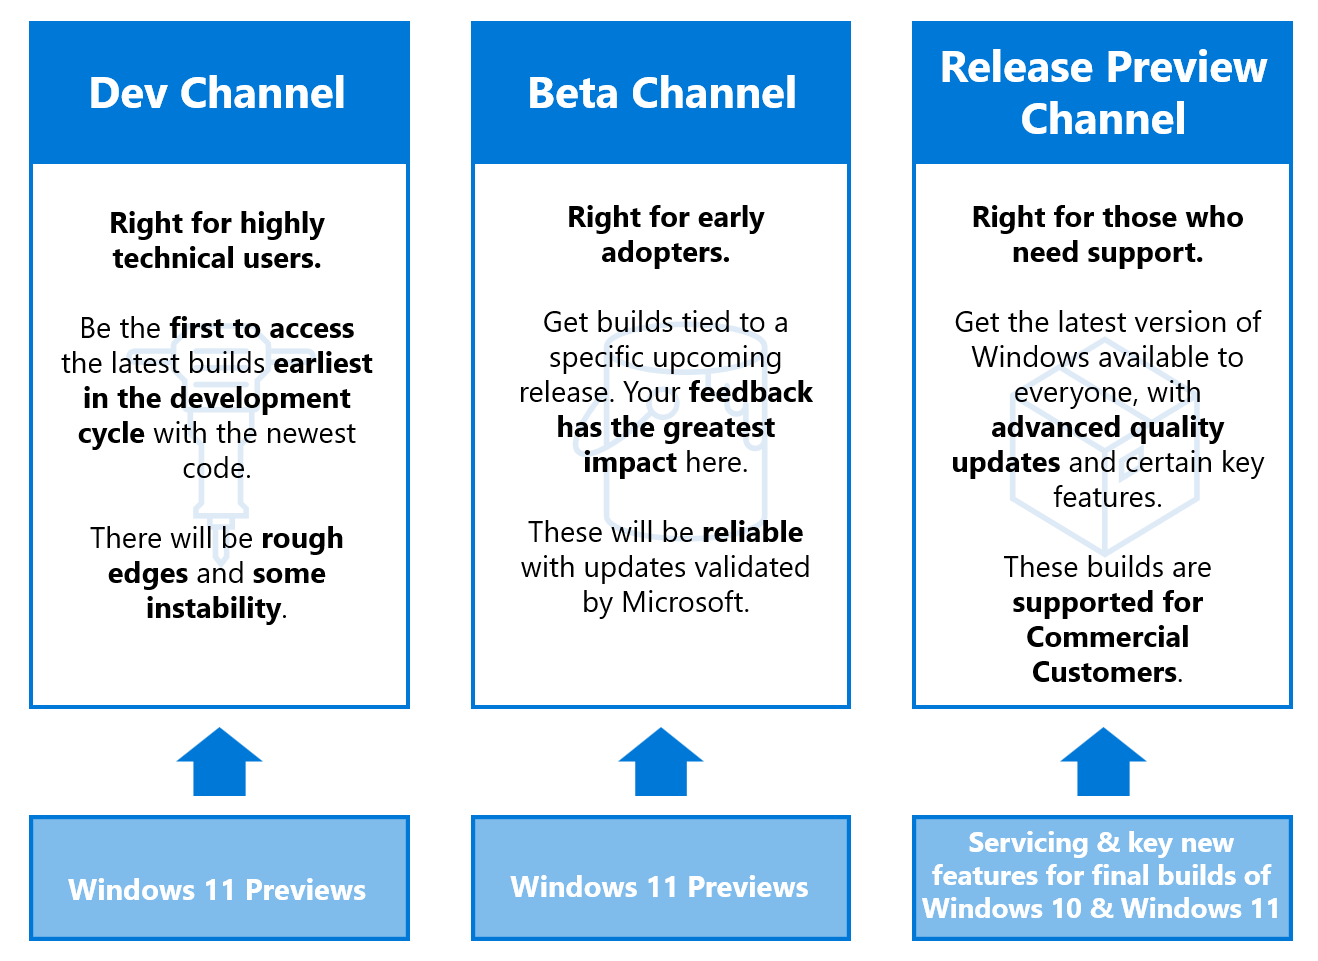 Dev Channel
Right for highly
technical users.
Be the first to access
the latest builds earliest
in the development
cycle with the newest
code.
There will be rough
edges and some
instability.
Windows 11 Previews
Beta Channel
Right for early
adopters.
Get builds tied to a
specific upcoming
release. Your feedback
has the greatest
impact here.
These will be reliable
with updates validated
by Microsoft.
Windows 11 Previews
Release Preview
Channel
Right for those who
need support.
Get the latest version of
Windows available to
everyone, with
advanced quality
updates and certain key
features.
These builds are
supported for
Commercial
Customers.
Servicing & key new
features for final builds of
Windows 10 & Windows 11